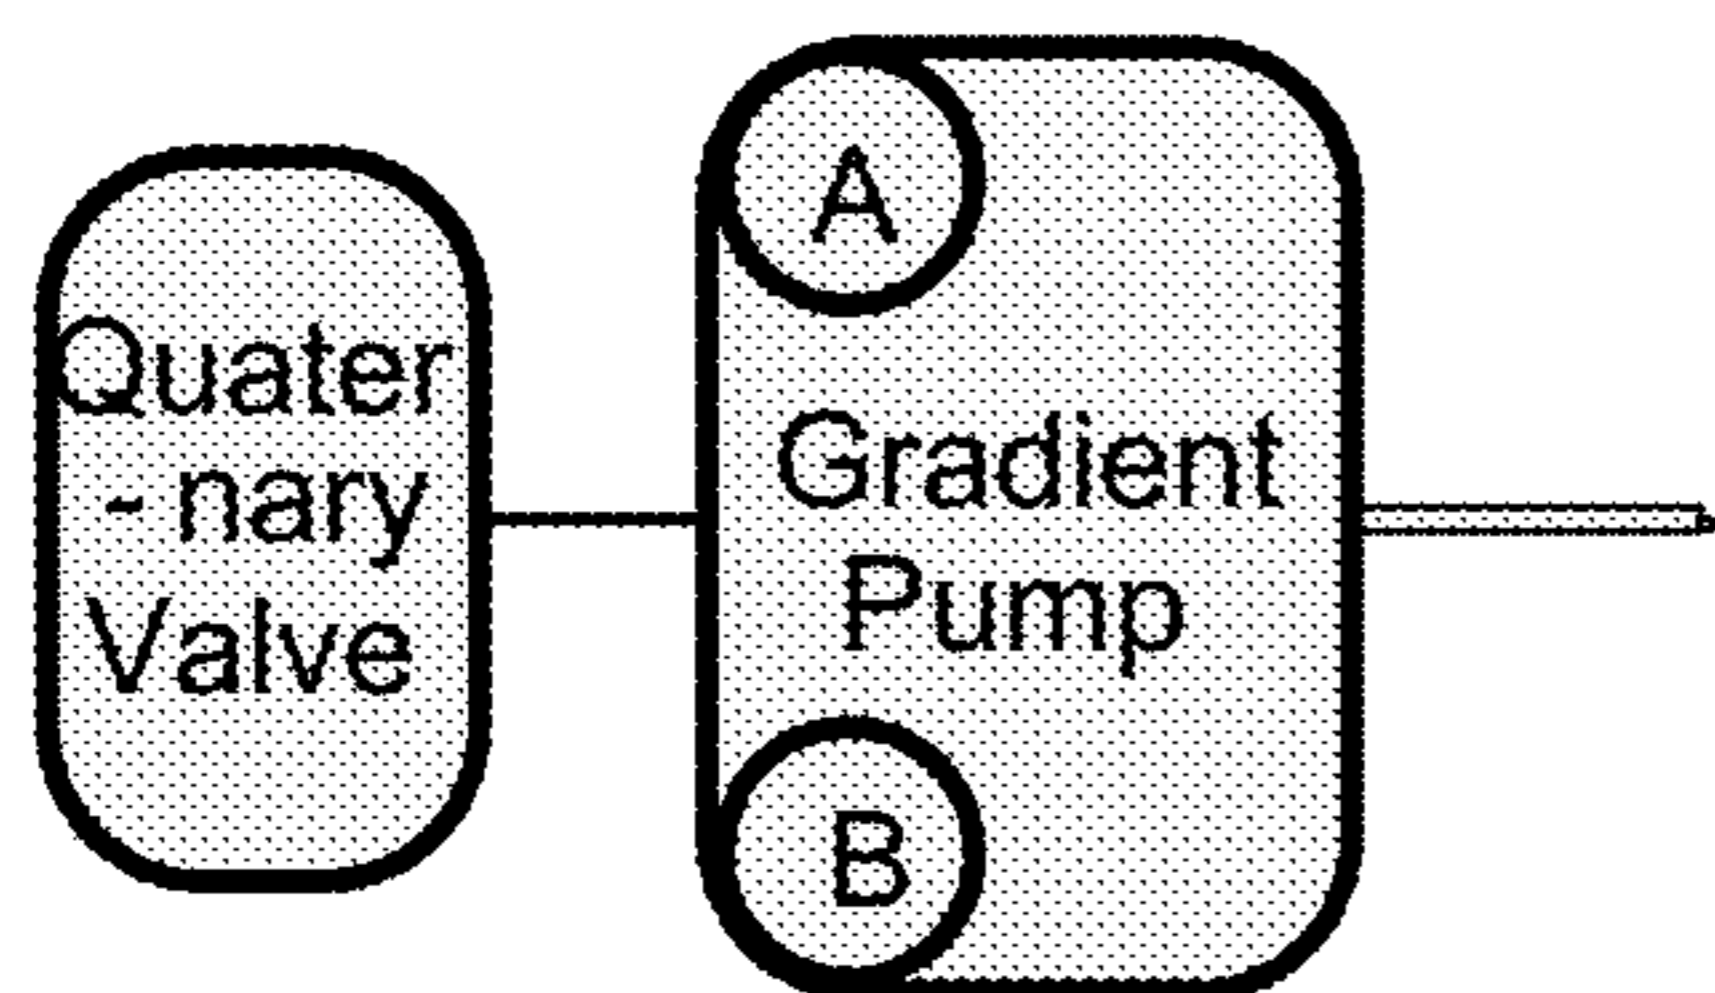 Quater
- nary
Valve
A
Gradient
Pump
B